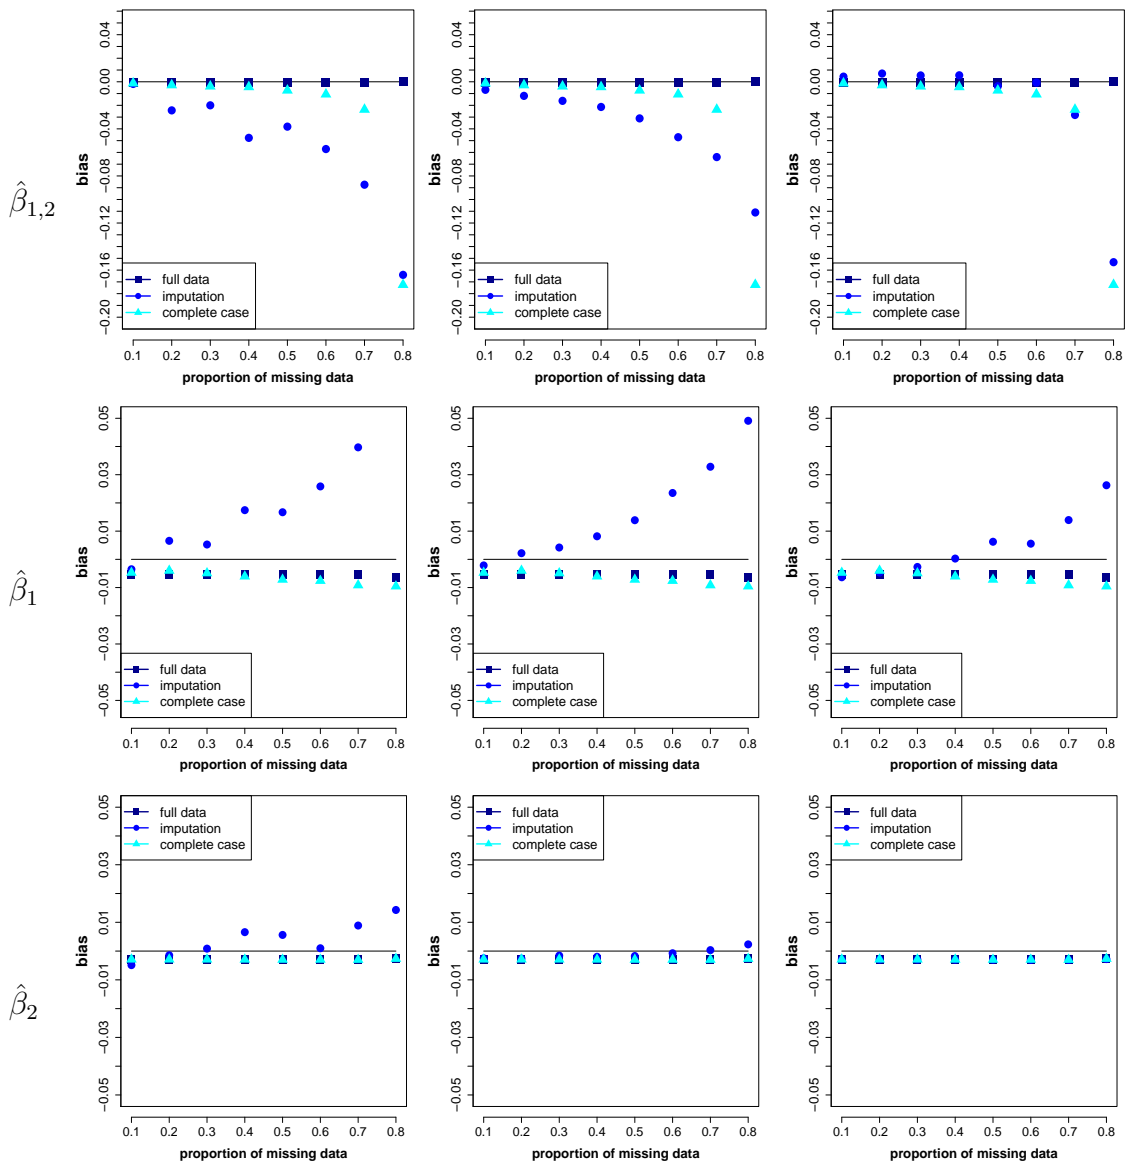 β̂1,2
bias
0.04
0.00
−0.04
−0.08
−0.12
−0.16
−0.20
full data
imputation
complete case
0.1 0.2 0.3 0.4 0.5 0.6 0.7 0.8
proportion of missing data
bias
0.04
0.00
−0.04
−0.08
−0.12
−0.16
−0.20
full data
imputation
complete case
0.1 0.2 0.3 0.4 0.5 0.6 0.7 0.8
proportion of missing data
bias
0.04
0.00
−0.04
−0.08
−0.12
−0.16
−0.20
full data
imputation
complete case
0.1 0.2 0.3 0.4 0.5 0.6 0.7 0.8
proportion of missing data
β̂1
bias
0.05
0.03
0.01
−0.01
−0.03
−0.05
full data
imputation
complete case
0.1 0.2 0.3 0.4 0.5 0.6 0.7 0.8
proportion of missing data
bias
0.05
0.03
0.01
−0.01
−0.03
−0.05
full data
imputation
complete case
0.1 0.2 0.3 0.4 0.5 0.6 0.7 0.8
proportion of missing data
bias
0.05
0.03
0.01
−0.01
−0.03
−0.05
full data
imputation
complete case
0.1 0.2 0.3 0.4 0.5 0.6 0.7 0.8
proportion of missing data
β̂2
bias
0.05
0.03
0.01
−0.01
−0.03
−0.05
full data
imputation
complete case
0.1 0.2 0.3 0.4 0.5 0.6 0.7 0.8
proportion of missing data
bias
0.05
0.03
0.01
−0.01
−0.03
−0.05
full data
imputation
complete case
0.1 0.2 0.3 0.4 0.5 0.6 0.7 0.8
proportion of missing data
bias
0.05
0.03
0.01
−0.01
−0.03
−0.05
full data
imputation
complete case
0.1 0.2 0.3 0.4 0.5 0.6 0.7 0.8
proportion of missing data